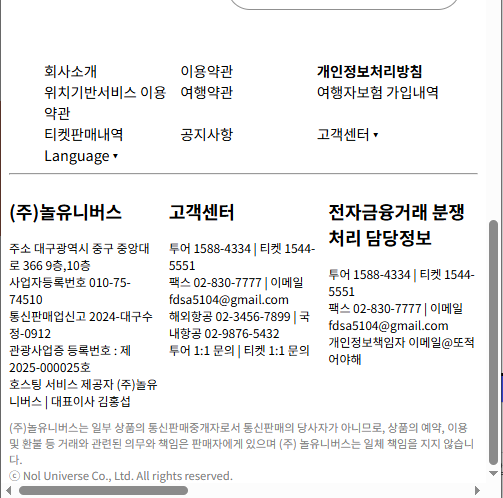 회사소개
이용약관
개인정보처리방침
위치기반서비스 이용
약관
여행약관
여행자보험 가입내역
티켓판매내역
공지사항
고객센터 ▾
Language ▾
(주)놀유니버스
주소 대구광역시 중구 중앙대
로 366 9층,10층
사업자등록번호 010-75-
74510
통신판매업신고 2024-대구수
정-0912
관광사업증 등록번호 : 제
2025-000025호
호스팅 서비스 제공자 (주)놀유
니버스 | 대표이사 김홍섭
고객센터
투어 1588-4334 | 티켓 1544-
5551
팩스 02-830-7777 | 이메일
fdsa5104@gmail.com
해외항공 02-3456-7899 | 국
내항공 02-9876-5432
투어 1:1 문의 | 티켓 1:1 문의
전자금융거래 분쟁
처리 담당정보
투어 1588-4334 | 티켓 1544-
5551
팩스 02-830-7777 | 이메일
fdsa5104@gmail.com
개인정보책임자 이메일@또적
어야해
(주)놀유니버스는 일부 상품의 통신판매중개자로서 통신판매의 당사자가 아니므로, 상품의 예약, 이용
및 환불 등 거래와 관련된 의무와 책임은 판매자에게 있으며 (주) 놀유니버스는 일체 책임을 지지 않습니
다.
ⓒ Nol Universe Co., Ltd. All rights reserved.